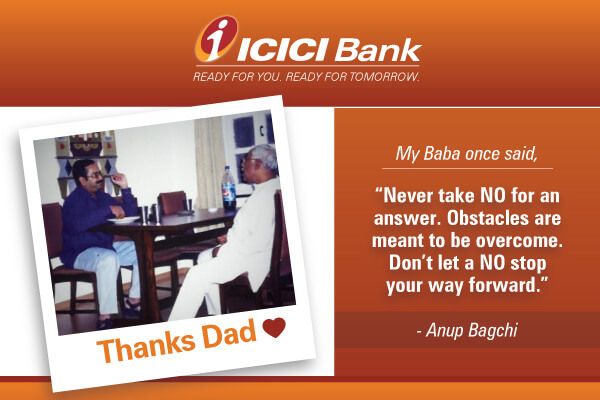 i ICICI Bank
READY FOR YOU. READY FOR TOMORROW.
My Baba once said,
“Never take NO for an
answer. Obstacles are
meant to be overcome.
Don’t let a NO stop
your way forward.”
- Anup Bagchi
Thanks Dad